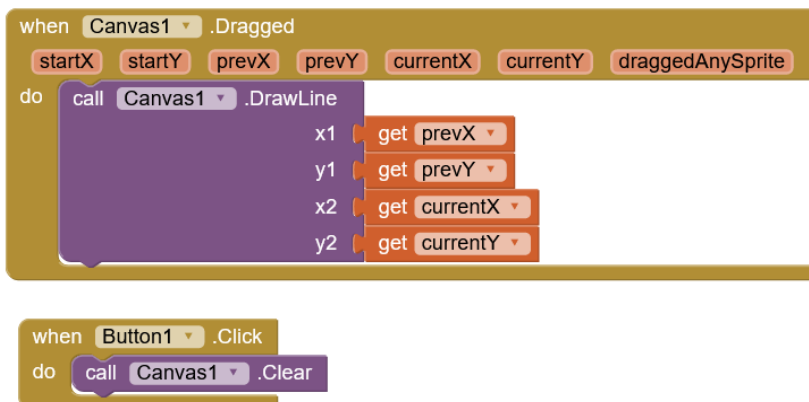 when Canvas1 .Dragged
startX startY prevX prevY currentX currentY draggedAnySprite
do call Canvas1 .DrawLine
x1 get prevX
y1 get prevY
x2 get currentX
y2 get currentY
when Button1 .Click
do call Canvas1 .Clear